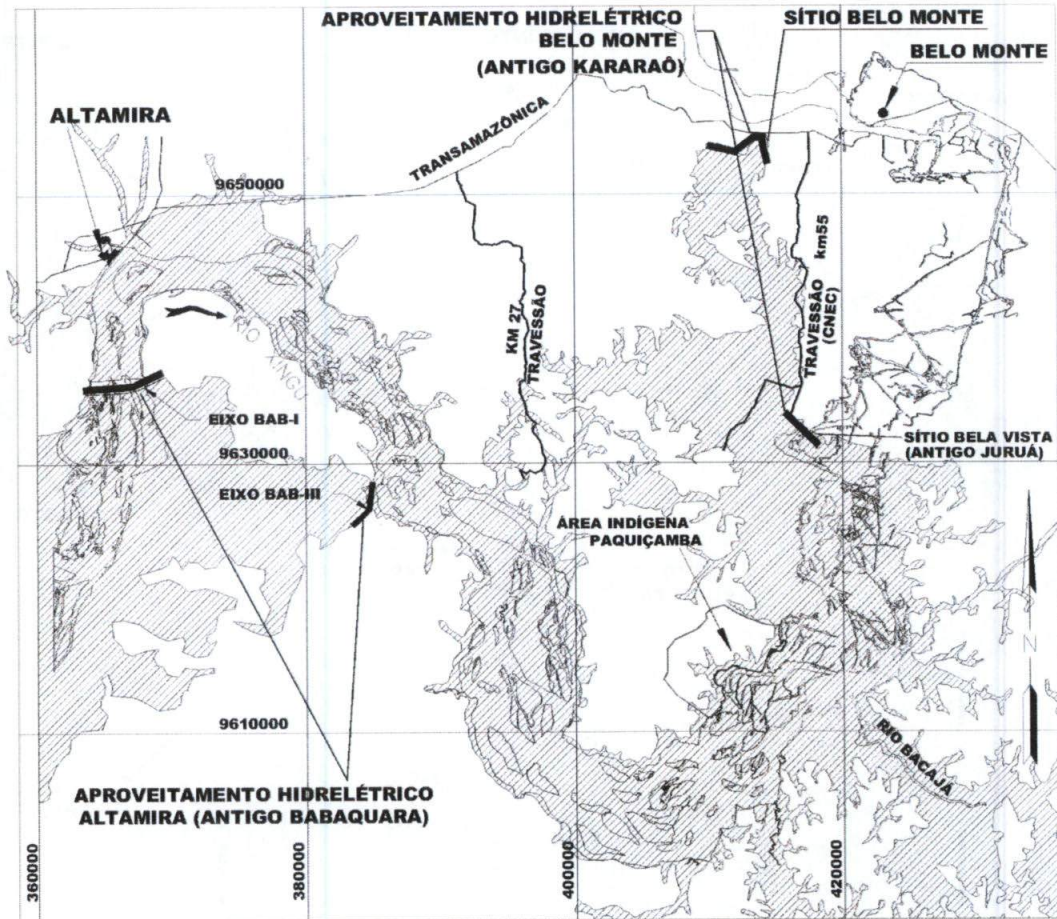 APROVEITAMENTO HIDRELÉTRICO
BELO MONTE
(ANTIGO KARARAÔ)
SÍTIO BELO MONTE
BELO MONTE
ALTAMIRA
TRANSAMAZÔNICA
9650000
KM 27
TRAVESSÃO
km55
TRAVESSÃO
(CNEC)
RIO XINGU
EIXO BAB-I
SÍTIO BELA VISTA
(ANTIGO JURUÁ)
9630000
EIXO BAB-III
ÁREA INDÍGENA
PAQUIÇAMBA
N
9610000
RIO BACAJÁ
APROVEITAMENTO HIDRELÉTRICO
ALTAMIRA (ANTIGO BABAQUARA)
360000
380000
400000
420000